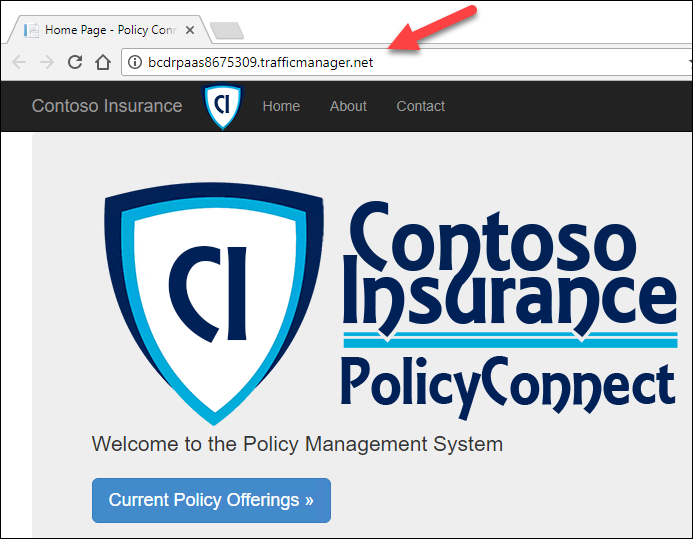 Home Page - Policy Conn
bcdrpaas8675309.trafficmanager.net
Contoso Insurance CI Home About Contact
CI
Contoso
Insurance
PolicyConnect
Welcome to the Policy Management System
Current Policy Offerings »